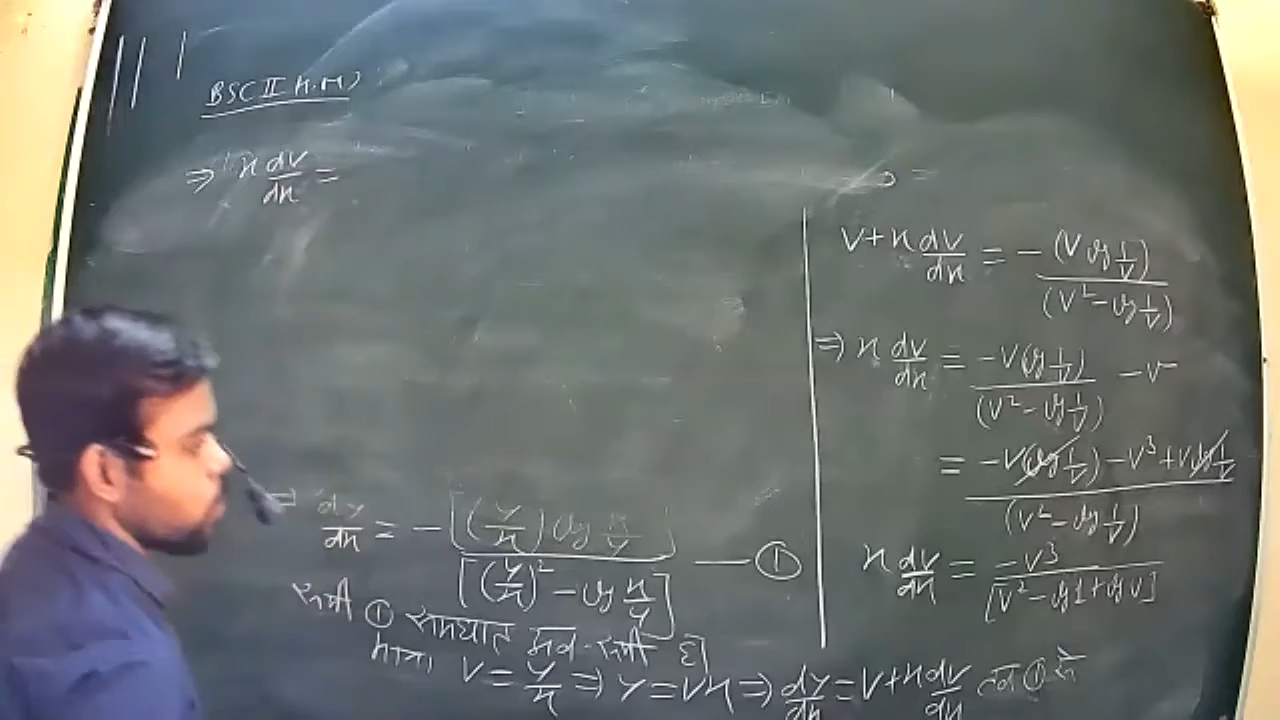 BSC II
⇒ x dv/dx =
⇒ dy/dx = - [(y/x) log x/y] / [(y/x)² - log x/y] — ①
समी ① समघात अव - समी है
माना v = y/x ⇒ y = vx ⇒ dy/dx = v + x dv/dx तब ① से
⇒ =
v + x dv/dx = - (v log 1/v) / (v² - log 1/v)
⇒ x dv/dx = -v(log 1/v) / (v² - log 1/v) - v
= -v(log 1/v) - v³ + v log 1/v / (v² - log 1/v)
x dv/dx = -v³ / [v² - log 1 + log v]